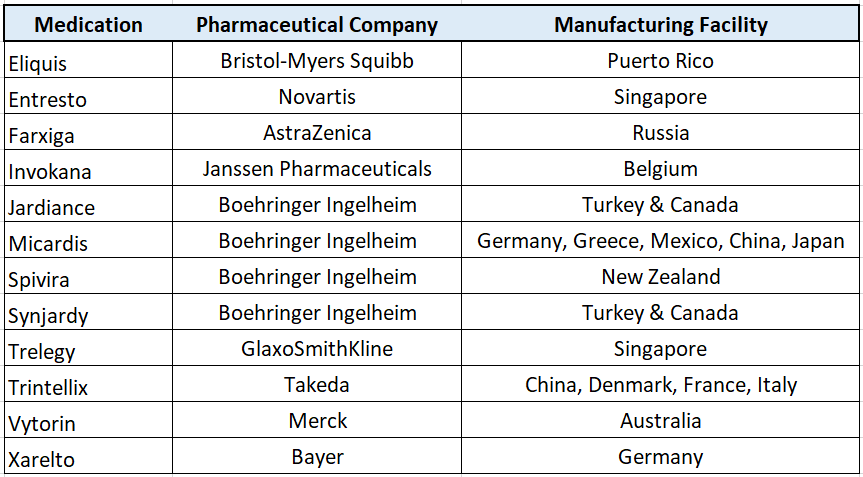 Medication Pharmaceutical Company Manufacturing Facility
Eliquis Bristol-Myers Squibb Puerto Rico
Entresto Novartis Singapore
Farxiga AstraZenica Russia
Invokana Janssen Pharmaceuticals Belgium
Jardiance Boehringer Ingelheim Turkey & Canada
Micardis Boehringer Ingelheim Germany, Greece, Mexico, China, Japan
Spivira Boehringer Ingelheim New Zealand
Synjardy Boehringer Ingelheim Turkey & Canada
Trelegy GlaxoSmithKline Singapore
Trintellix Takeda China, Denmark, France, Italy
Vytorin Merck Australia
Xarelto Bayer Germany